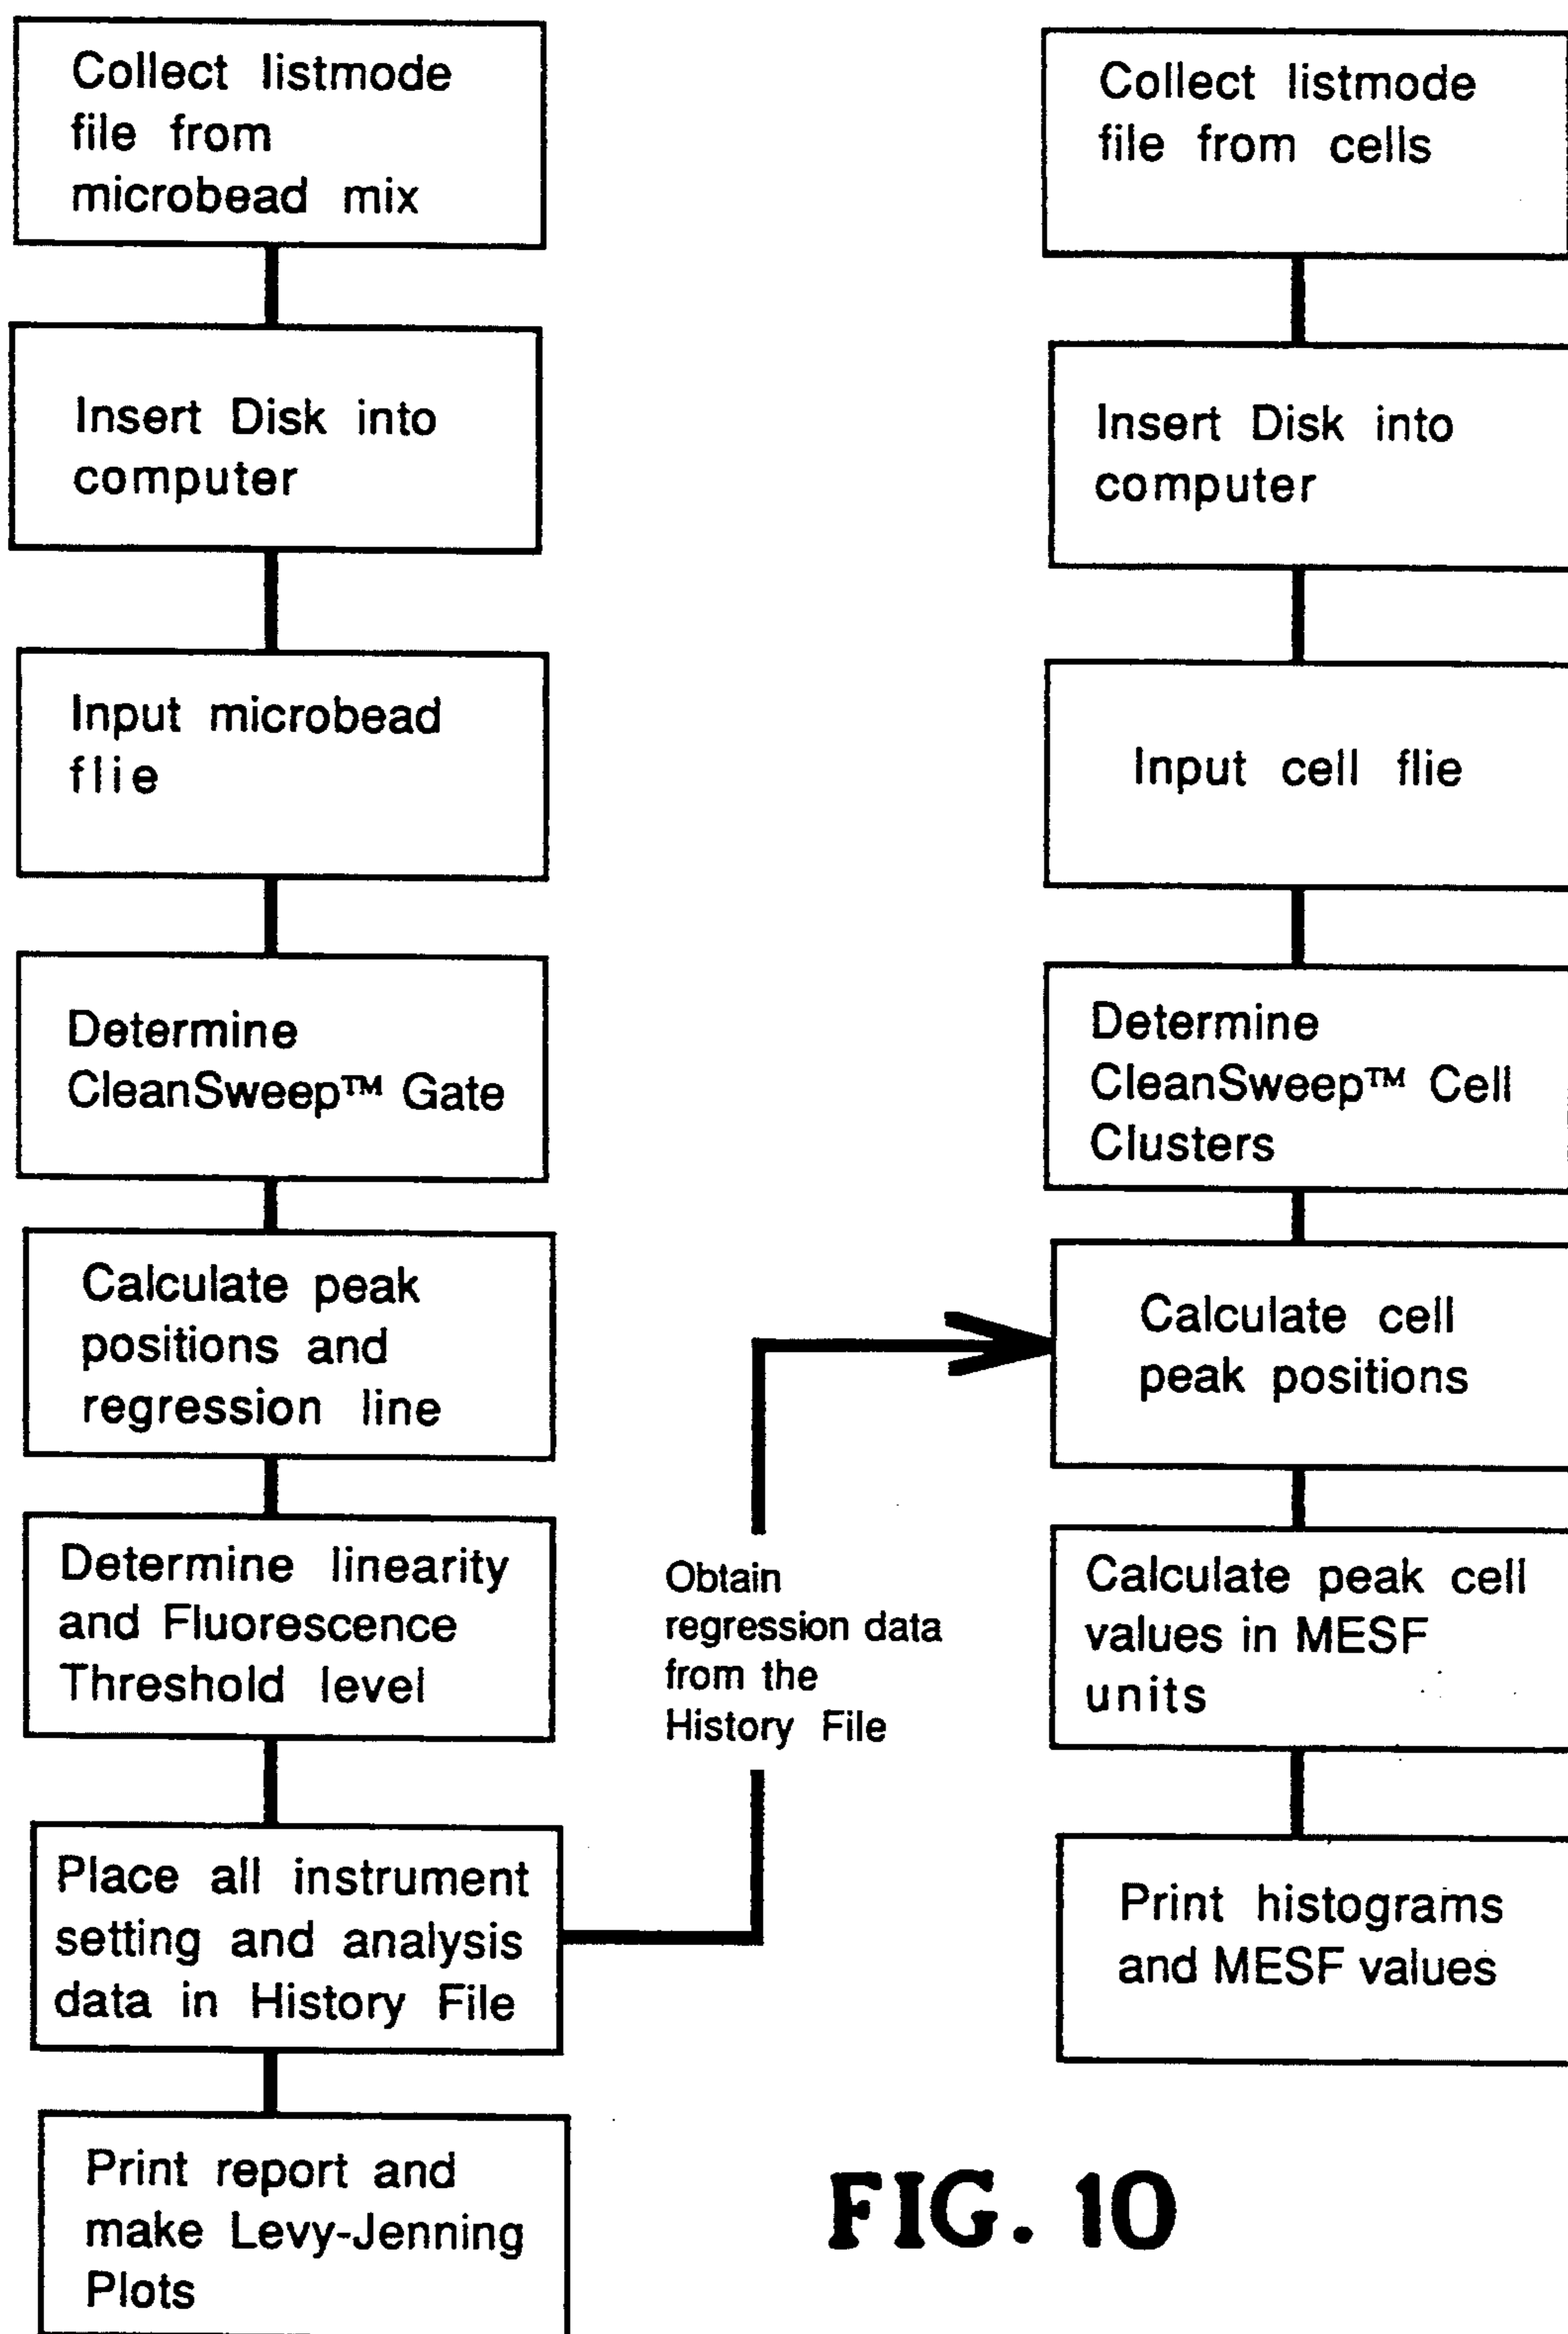 Collect listmode
file from
microbead mix
Insert Disk into
computer
Input microbead
flie
Determine
CleanSweep™ Gate
Calculate peak
positions and
regression line
Determine linearity
and Fluorescence
Threshold level
Place all instrument
setting and analysis
data in History File
Print report and
make Levy-Jenning
Plots
Obtain
regression data
from the
History File
Collect listmode
file from cells
Insert Disk into
computer
Input cell flie
Determine
CleanSweep™ Cell
Clusters
Calculate cell
peak positions
Calculate peak cell
values in MESF
units
Print histograms
and MESF values
FIG. 10